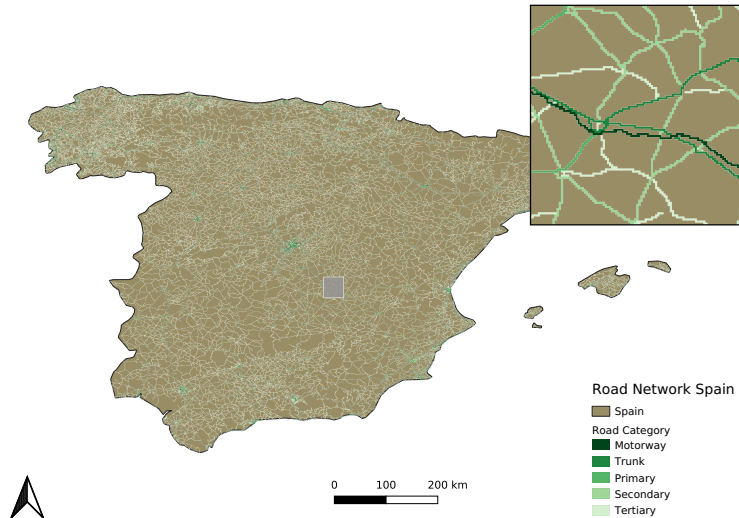 Road Network Spain
Spain
Road Category
Motorway
Trunk
Primary
Secondary
Tertiary
0 100 200 km